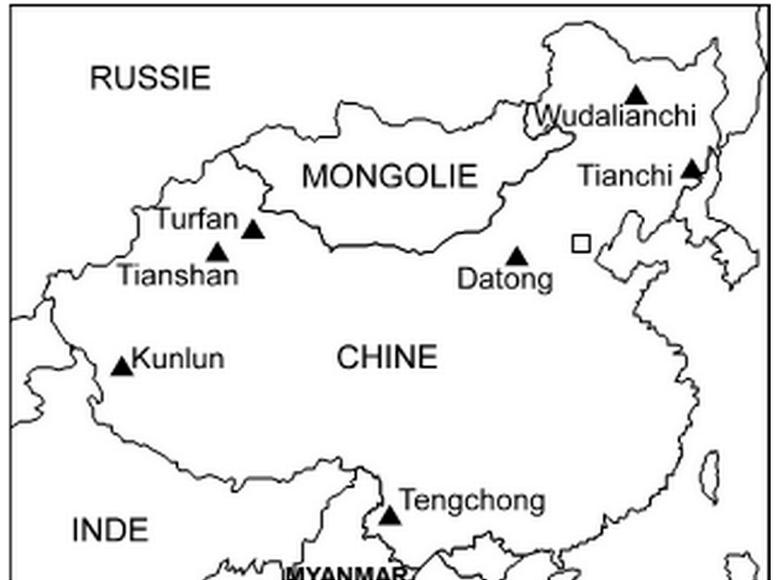 RUSSIE
Wudalianchi
MONGOLIE
Tianchi
Turfan
Tianshan
Datong
Kunlun
CHINE
Tengchong
INDE
MYANMAR